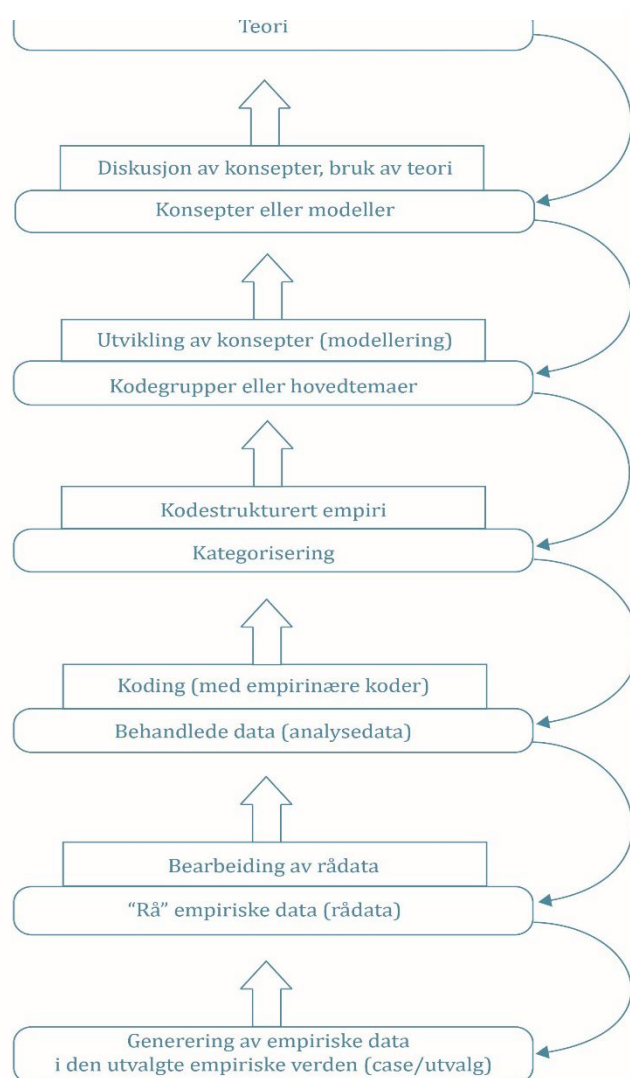 Teori
Diskusjon av konsepter, bruk av teori
Konsepter eller modeller
Utvikling av konsepter (modellering)
Kodegrupper eller hovedtemaer
Kodestrukturert empiri
Kategorisering
Koding (med empirinære koder)
Behandlede data (analysedata)
Bearbeiding av rådata
“Rå” empiriske data (rådata)
Generering av empiriske data
i den utvalgte empiriske verden (case/utvalg)